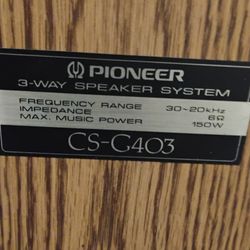 PIONEER
3-WAY SPEAKER SYSTEM
FREQUENCY RANGE 30~20kHz
IMPEDANCE 6Ω
MAX. MUSIC POWER 150W
CS-G403